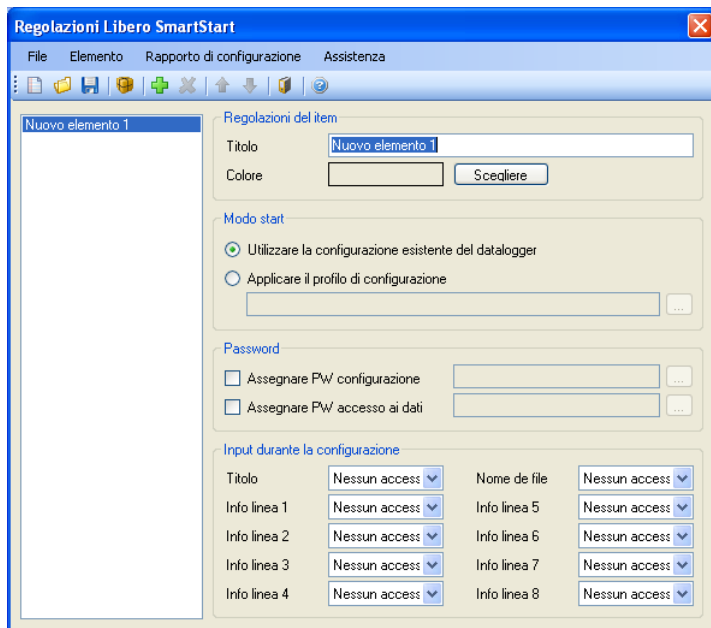 Regolazioni Libero SmartStart
File Elemento Rapporto di configurazione Assistenza
Nuovo elemento 1
Regolazioni del item
Titolo Nuovo elemento 1
Colore Scegliere
Modo start
Utilizzare la configurazione esistente del datalogger
Applicare il profilo di configurazione
...
Password
Assegnare PW configurazione ...
Assegnare PW accesso ai dati ...
Input durante la configurazione
Titolo Nessun access Nome de file Nessun access
Info linea 1 Nessun access Info linea 5 Nessun access
Info linea 2 Nessun access Info linea 6 Nessun access
Info linea 3 Nessun access Info linea 7 Nessun access
Info linea 4 Nessun access Info linea 8 Nessun access